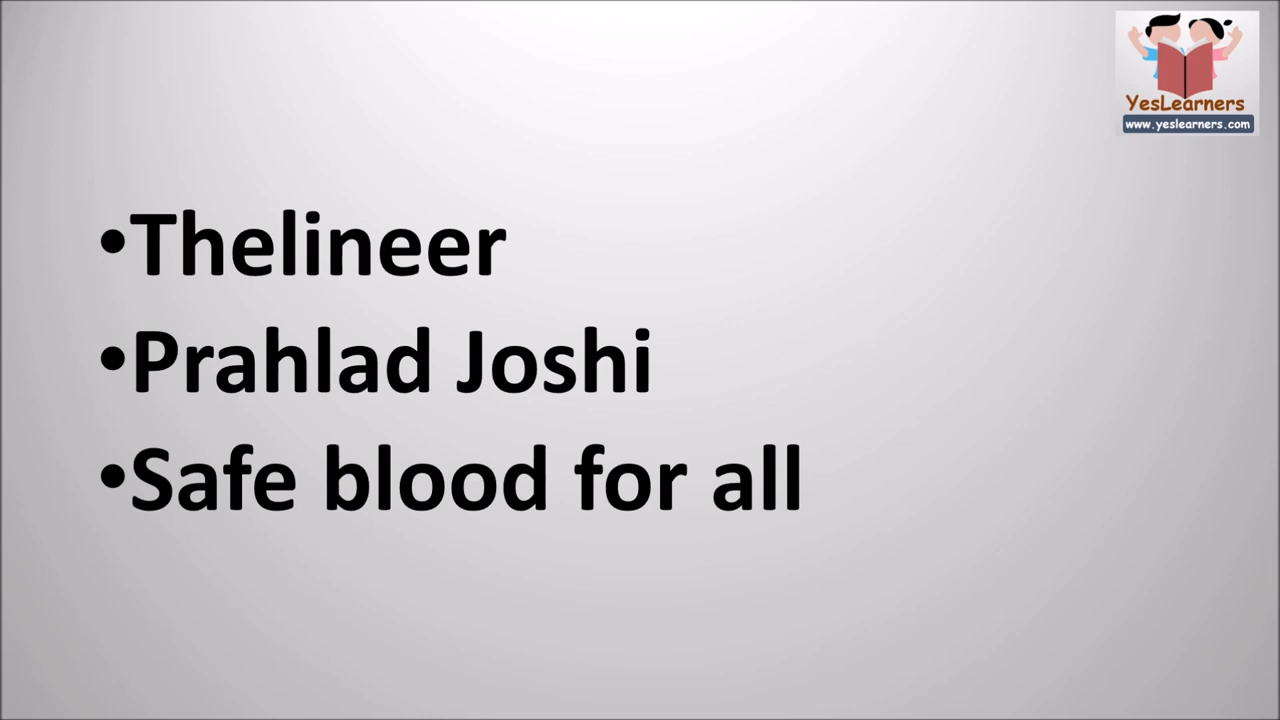 YesLearners
www.yeslearners.com
•Thelineer
•Prahlad Joshi
•Safe blood for all